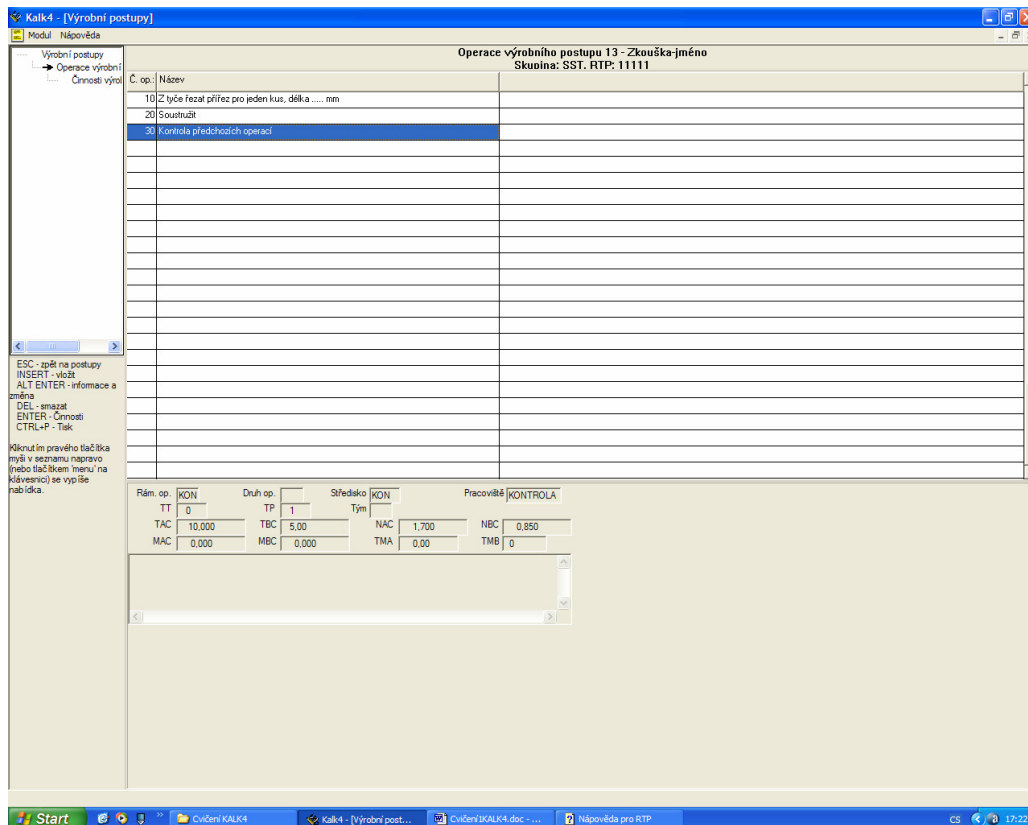 Kalk4 - [Výrobní postupy]
Modul Nápověda
Výrobní postupy
Operace výrobní
Činnosti výrol
ESC - zpět na postupy
INSERT - vložit
ALT ENTER - informace a
změna
DEL - smazat
ENTER - Činnosti
CTRL+P - Tisk
Kliknutím pravého tlačítka
myši v seznamu napravo
(nebo tlačítkem 'menu' na
klávesnici) se vypíše
nabídka.
Operace výrobního postupu 13 - Zkouška-jméno
Skupina: SST, RTP: 11111
Č. op.: Název
10 Z tyče řezat přířez pro jeden kus, délka ..... mm
20 Soustružit
30 Kontrola předchozích operací
Rám. op. KON Druh op. Středisko KON Pracoviště KONTROLA
TT 0 TP 1 Tým
TAC 10,000 TBC 5,00 NAC 1,700 NBC 0,850
MAC 0,000 MBC 0,000 TMA 0,00 TMB 0
Start Cvičení KALK4 Kalk4 - [Výrobní post... Cvičení1KALK4.doc - ... Nápověda pro RTP CS 17:22